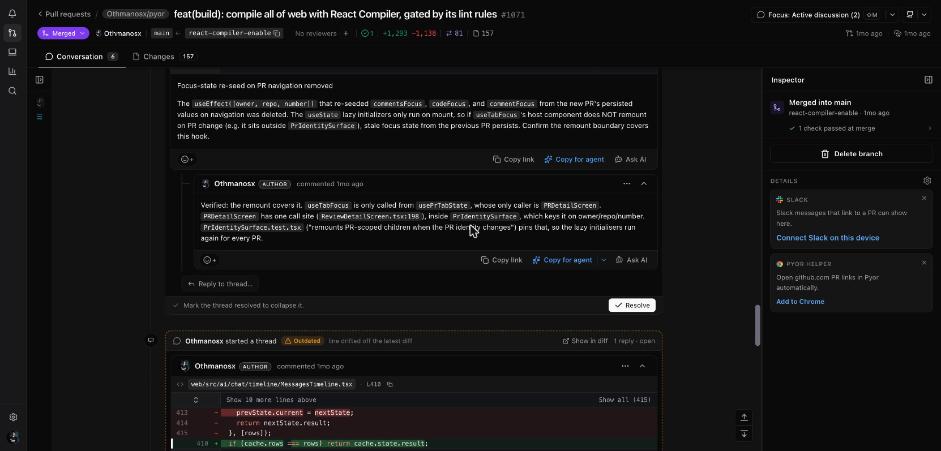 Pull requests / Othmanosx/pyor feat(build): compile all of web with React Compiler, gated by its lint rules #1071
Focus: Active discussion (2)
Merged Othmanosx main ← react-compiler-enable No reviewers + 1 +1,293 −1,138 81 157
1mo ago 1mo ago
Conversation 6 Changes 157
Focus-state re-seed on PR navigation removed
The useEffect([owner, repo, number]) that re-seeded commentsFocus, codeFocus, and commentFocus from the new PR's persisted
values on navigation was deleted. The useState lazy initializers only run on mount, so if useTabFocus's host component does NOT remount
on PR change (e.g. it sits outside PrIdentitySurface), stale focus state from the previous PR persists. Confirm the remount boundary covers
this hook.
Copy link Copy for agent Ask AI
Othmanosx AUTHOR commented 1mo ago
Verified: the remount covers it. useTabFocus is only called from usePrTabState, whose only caller is PRDetailScreen.
PRDetailScreen has one call site (ReviewDetailScreen.tsx:198), inside PrIdentitySurface, which keys it on owner/repo/number.
PrIdentitySurface.test.tsx ("remounts PR-scoped children when the PR identity changes") pins that, so the lazy initialisers run
again for every PR.
Copy link Copy for agent Ask AI
Reply to thread...
Mark the thread resolved to collapse it. Resolve
Othmanosx started a thread Outdated line drifted off the latest diff Show in diff 1 reply · open
Othmanosx AUTHOR commented 1mo ago
web/src/ai/chat/timeline/MessagesTimeline.tsx · L410
Show 10 more lines above Show all (415)
413 − prevState.current = nextState;
414 − return nextState.result;
415 − }, [rows]);
410 + if (cache.rows === rows) return cache.state.result;
Inspector
Merged into main
react-compiler-enable · 1mo ago
1 check passed at merge
Delete branch
DETAILS
SLACK
Slack messages that link to a PR can show
here.
Connect Slack on this device
PYOR HELPER
Open github.com PR links in Pyor
automatically.
Add to Chrome